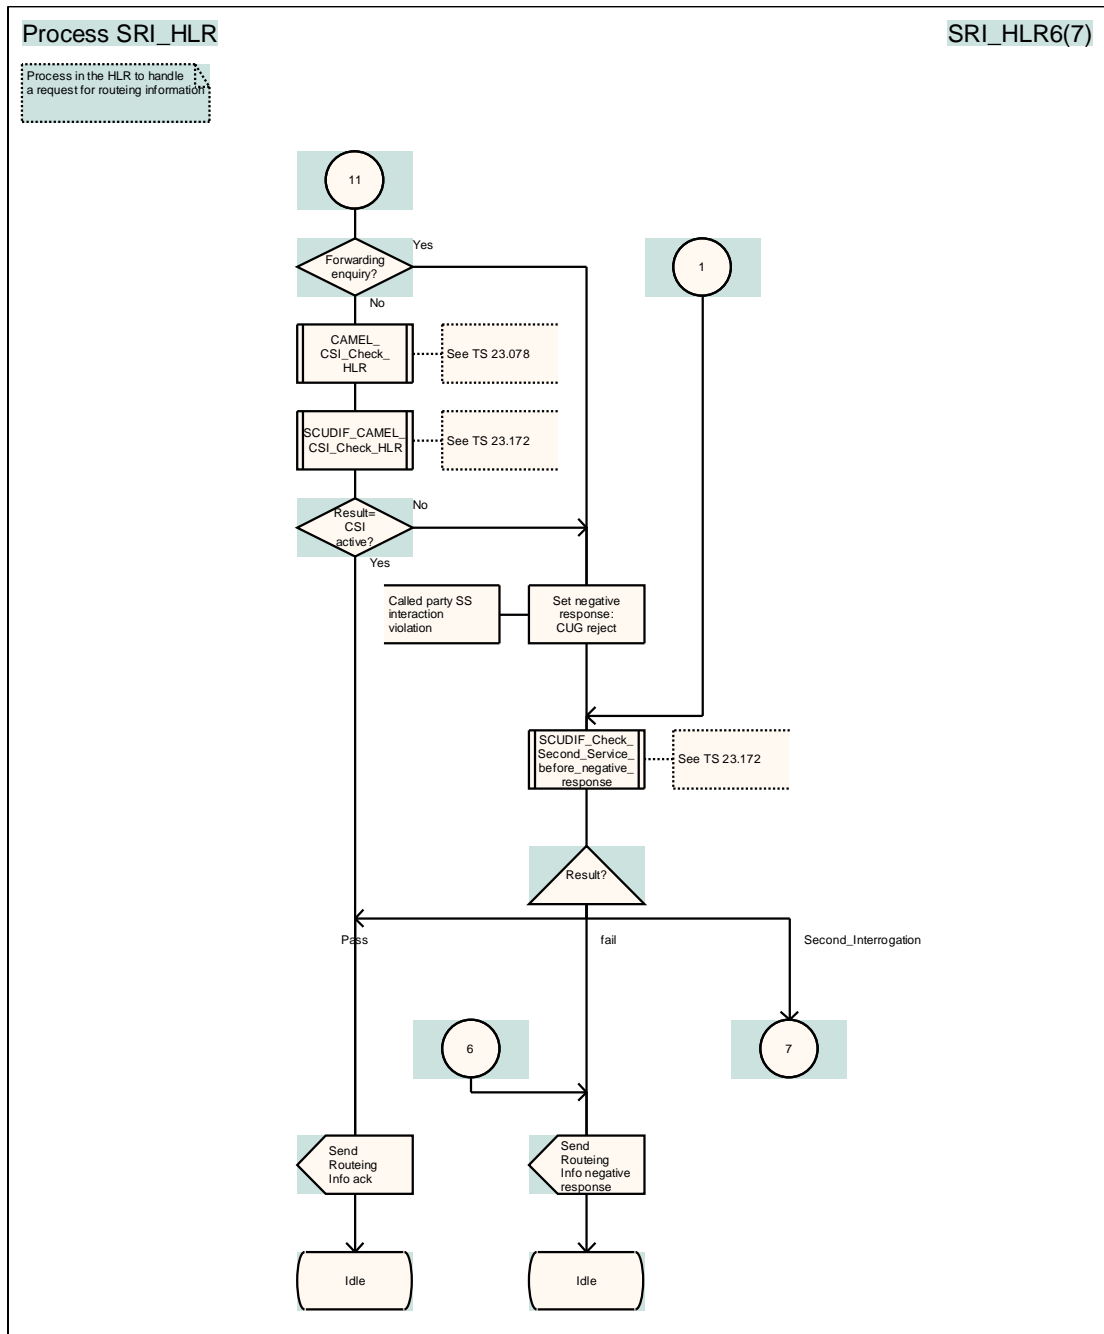 Process SRI_HLR
SRI_HLR6(7)
Process in the HLR to handle
a request for routeing information
11
Yes
Forwarding
enquiry?
1
No
CAMEL_
CSI_Check_
HLR
See TS 23.078
SCUDIF_CAMEL_
CSI_Check_HLR
See TS 23.172
No
Result=
CSI
active?
Yes
Called party SS
interaction
violation
Set negative
response:
CUG reject
SCUDIF_Check_
Second_Service_
before_negative_
response
See TS 23.172
Result?
Pass
fail
Second_Interrogation
6
7
Send
Routeing
Info ack
Send
Routeing
Info negative
response
Idle
Idle